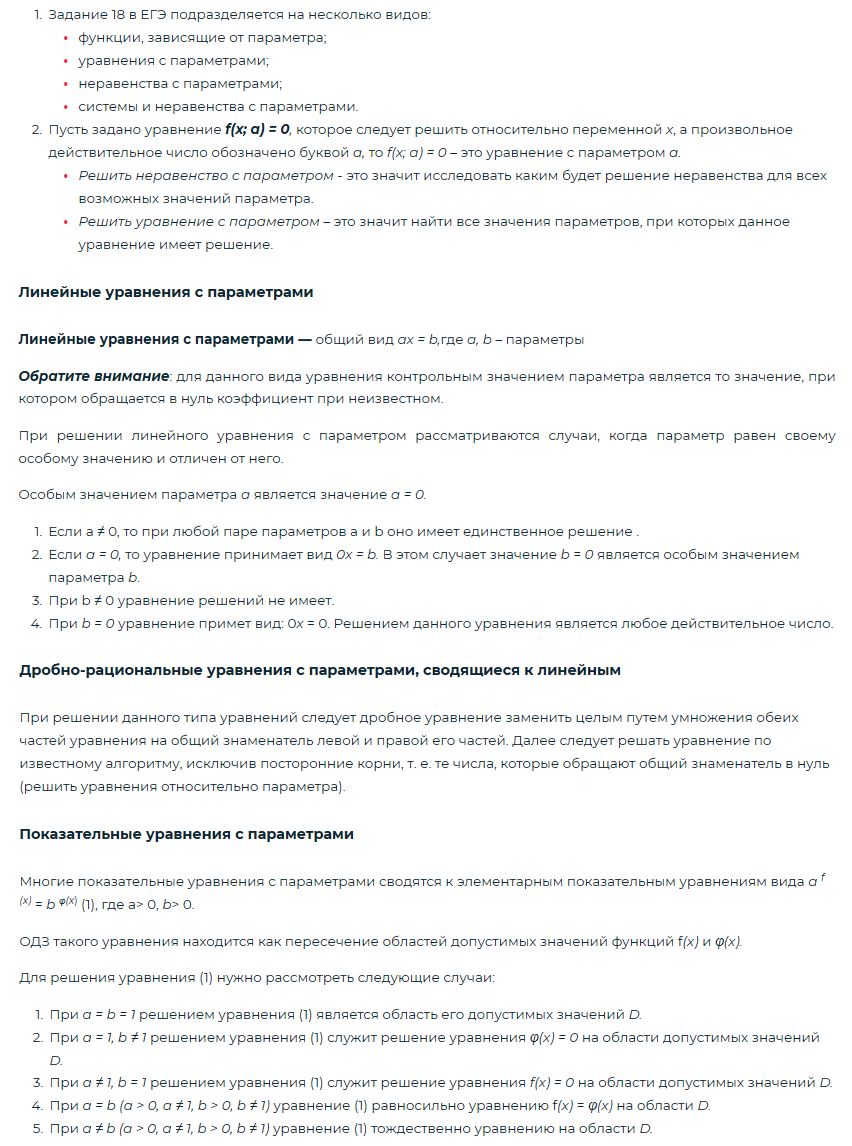 1. Задание 18 в ЕГЭ подразделяется на несколько видов:
• функции, зависящие от параметра;
• уравнения с параметрами;
• неравенства с параметрами;
• системы и неравенства с параметрами.
2. Пусть задано уравнение f(x; a) = 0, которое следует решить относительно переменной x, а произвольное
действительное число обозначено буквой a, то f(x; a) = 0 – это уравнение с параметром a.
• Решить неравенство с параметром - это значит исследовать каким будет решение неравенства для всех
возможных значений параметра.
• Решить уравнение с параметром – это значит найти все значения параметров, при которых данное
уравнение имеет решение.
Линейные уравнения с параметрами
Линейные уравнения с параметрами — общий вид ax = b,где a, b – параметры
Обратите внимание: для данного вида уравнения контрольным значением параметра является то значение, при
котором обращается в нуль коэффициент при неизвестном.
При решении линейного уравнения с параметром рассматриваются случаи, когда параметр равен своему
особому значению и отличен от него.
Особым значением параметра a является значение a = 0.
1. Если a ≠ 0, то при любой паре параметров a и b оно имеет единственное решение .
2. Если a = 0, то уравнение принимает вид 0x = b. В этом случает значение b = 0 является особым значением
параметра b.
3. При b ≠ 0 уравнение решений не имеет.
4. При b = 0 уравнение примет вид: 0x = 0. Решением данного уравнения является любое действительное число.
Дробно-рациональные уравнения с параметрами, сводящиеся к линейным
При решении данного типа уравнений следует дробное уравнение заменить целым путем умножения обеих
частей уравнения на общий знаменатель левой и правой его частей. Далее следует решать уравнение по
известному алгоритму, исключив посторонние корни, т. е. те числа, которые обращают общий знаменатель в нуль
(решить уравнения относительно параметра).
Показательные уравнения с параметрами
Многие показательные уравнения с параметрами сводятся к элементарным показательным уравнениям вида a f
(x) = b φ(x) (1), где a> 0, b> 0.
ОДЗ такого уравнения находится как пересечение областей допустимых значений функций f(x) и φ(x).
Для решения уравнения (1) нужно рассмотреть следующие случаи:
1. При a = b = 1 решением уравнения (1) является область его допустимых значений D.
2. При a = 1, b ≠ 1 решением уравнения (1) служит решение уравнения φ(x) = 0 на области допустимых значений
D.
3. При a ≠ 1, b = 1 решением уравнения (1) служит решение уравнения f(x) = 0 на области допустимых значений D.
4. При a = b (a > 0, a ≠ 1, b > 0, b ≠ 1) уравнение (1) равносильно уравнению f(x) = φ(x) на области D.
5. При a ≠ b (a > 0, a ≠ 1, b > 0, b ≠ 1) уравнение (1) тождественно уравнению на области D.